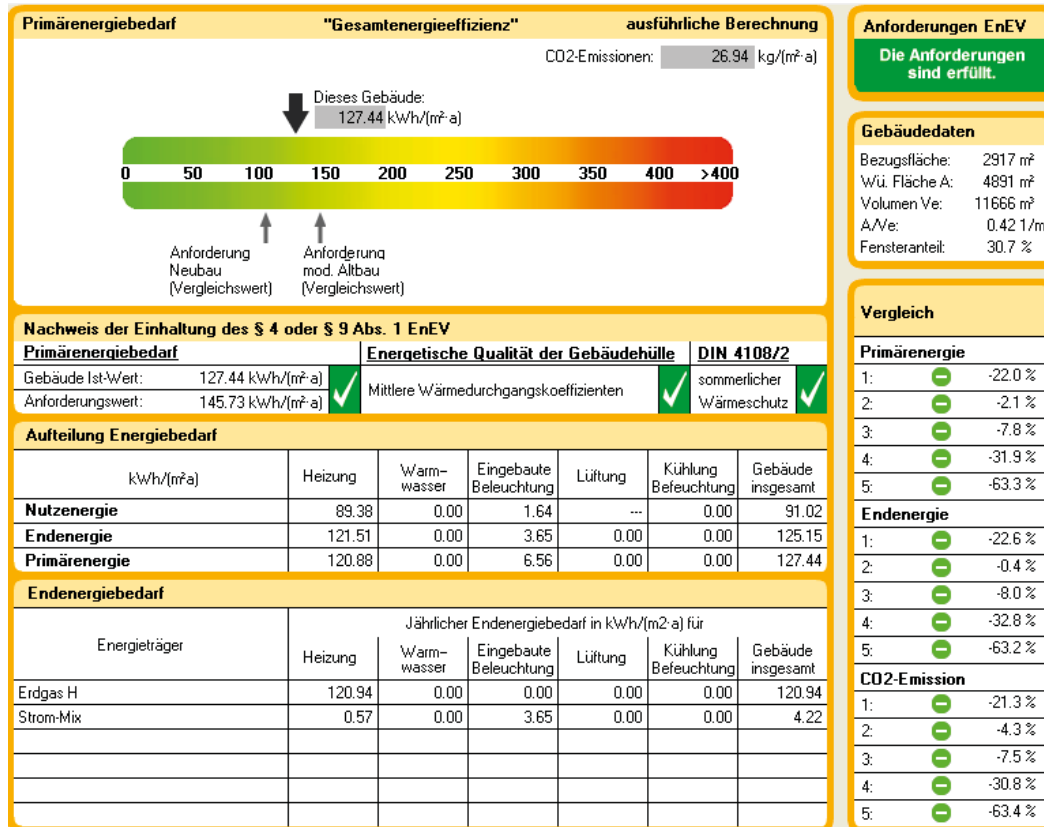 Primärenergiebedarf "Gesamtenergieeffizienz" ausführliche Berechnung
CO2-Emissionen: 26.94 kg/(m²·a)
Dieses Gebäude:
127.44 kWh/(m²·a)
0 50 100 150 200 250 300 350 400 >400
Anforderung
Neubau
(Vergleichswert)
Anforderung
mod. Altbau
(Vergleichswert)
Nachweis der Einhaltung des § 4 oder § 9 Abs. 1 EnEV
Primärenergiebedarf Energetische Qualität der Gebäudehülle DIN 4108/2
Gebäude Ist-Wert: 127.44 kWh/(m²·a)
Anforderungswert: 145.73 kWh/(m²·a)
Mittlere Wärmedurchgangskoeffizienten
sommerlicher
Wärmeschutz
Aufteilung Energiebedarf
kWh/(m²a) Heizung Warm-
wasser Eingebaute
Beleuchtung Lüftung Kühlung
Befeuchtung Gebäude
insgesamt
Nutzenergie 89.38 0.00 1.64 --- 0.00 91.02
Endenergie 121.51 0.00 3.65 0.00 0.00 125.15
Primärenergie 120.88 0.00 6.56 0.00 0.00 127.44
Endenergiebedarf
Energieträger
Jährlicher Endenergiebedarf in kWh/(m2·a) für
Heizung Warm-
wasser Eingebaute
Beleuchtung Lüftung Kühlung
Befeuchtung Gebäude
insgesamt
Erdgas H 120.94 0.00 0.00 0.00 0.00 120.94
Strom-Mix 0.57 0.00 3.65 0.00 0.00 4.22
Anforderungen EnEV
Die Anforderungen
sind erfüllt.
Gebäudedaten
Bezugsfläche: 2917 m²
Wü. Fläche A: 4891 m²
Volumen Ve: 11666 m³
A/Ve: 0.42 1/m
Fensteranteil: 30.7 %
Vergleich
Primärenergie
1: -22.0 %
2: -2.1 %
3: -7.8 %
4: -31.9 %
5: -63.3 %
Endenergie
1: -22.6 %
2: -0.4 %
3: -8.0 %
4: -32.8 %
5: -63.2 %
CO2-Emission
1: -21.3 %
2: -4.3 %
3: -7.5 %
4: -30.8 %
5: -63.4 %